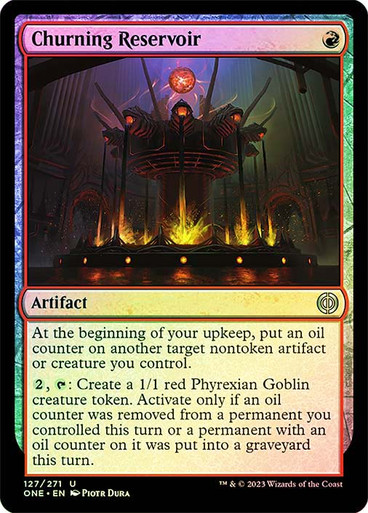 Churning Reservoir
Artifact
At the beginning of your upkeep, put an oil
counter on another target nontoken artifact
or creature you control.
2, : Create a 1/1 red Phyrexian Goblin
creature token. Activate only if an oil
counter was removed from a permanent you
controlled this turn or a permanent with an
oil counter on it was put into a graveyard
this turn.
127/271 U
ONE • EN Piotr Dura
™ & © 2023 Wizards of the Coast